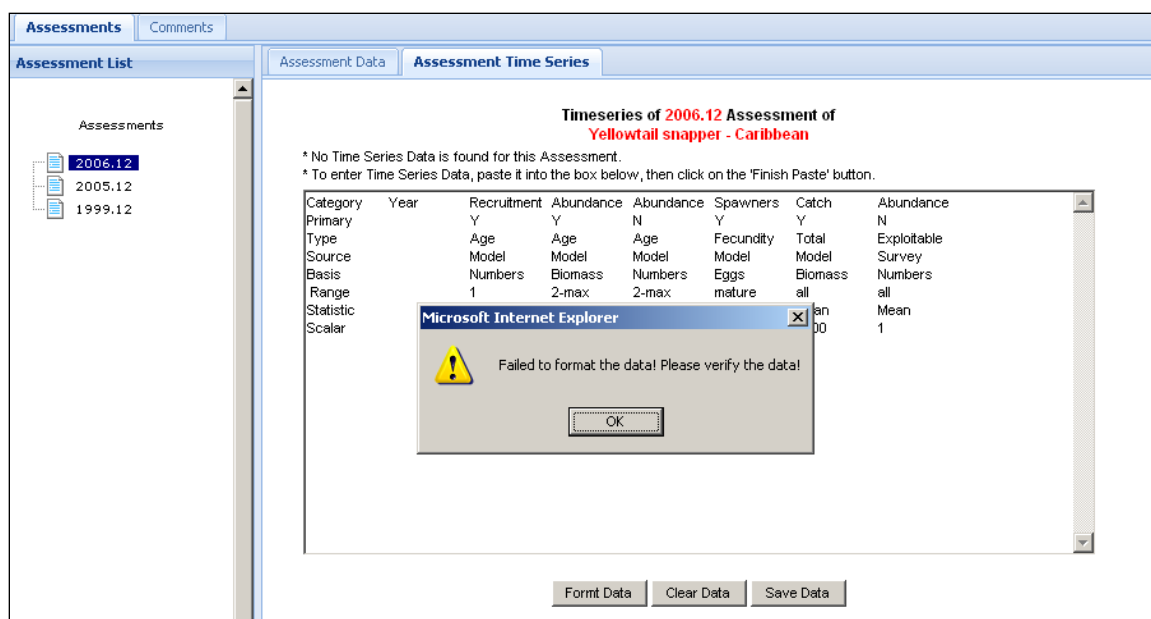 Assessments Comments
Assessment List
Assessment Data Assessment Time Series
Assessments
2006.12
2005.12
1999.12
Timeseries of 2006.12 Assessment of
Yellowtail snapper - Caribbean
* No Time Series Data is found for this Assessment.
* To enter Time Series Data, paste it into the box below, then click on the 'Finish Paste' button.
Category Year Recruitment Abundance Abundance Spawners Catch Abundance
Primary Y Y N Y Y N
Type Age Age Age Fecundity Total Exploitable
Source Model Model Model Model Model Survey
Basis Numbers Biomass Numbers Eggs Biomass Numbers
Range 1 2-max 2-max mature all all
Statistic Mean
Scalar 1
Microsoft Internet Explorer
Failed to format the data! Please verify the data!
OK
Formt Data Clear Data Save Data